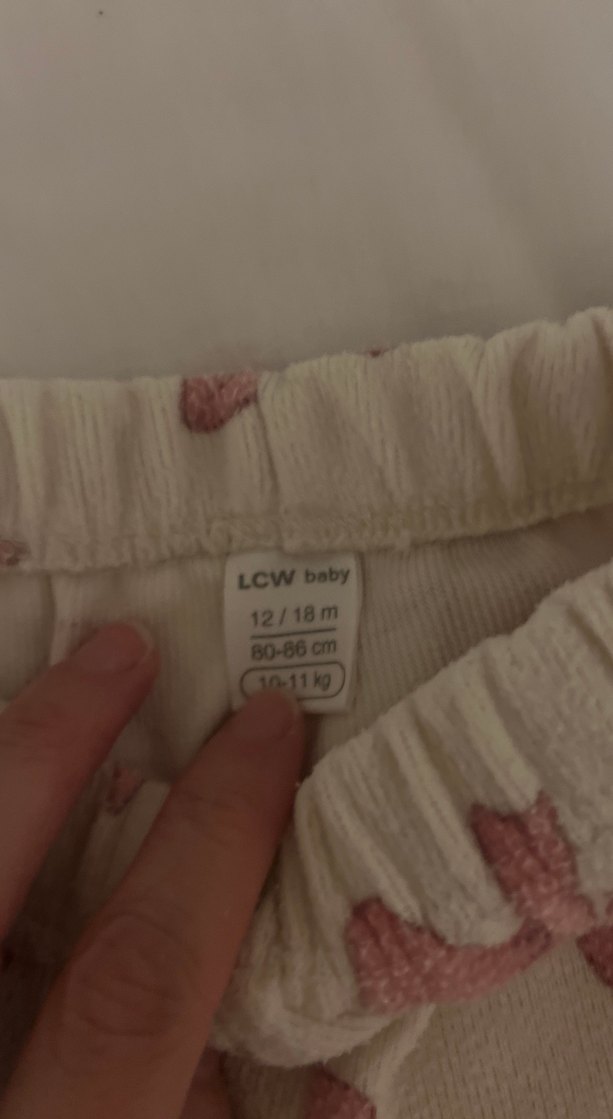 LCW baby
12 / 18 m
80-86 cm
10-11 kg